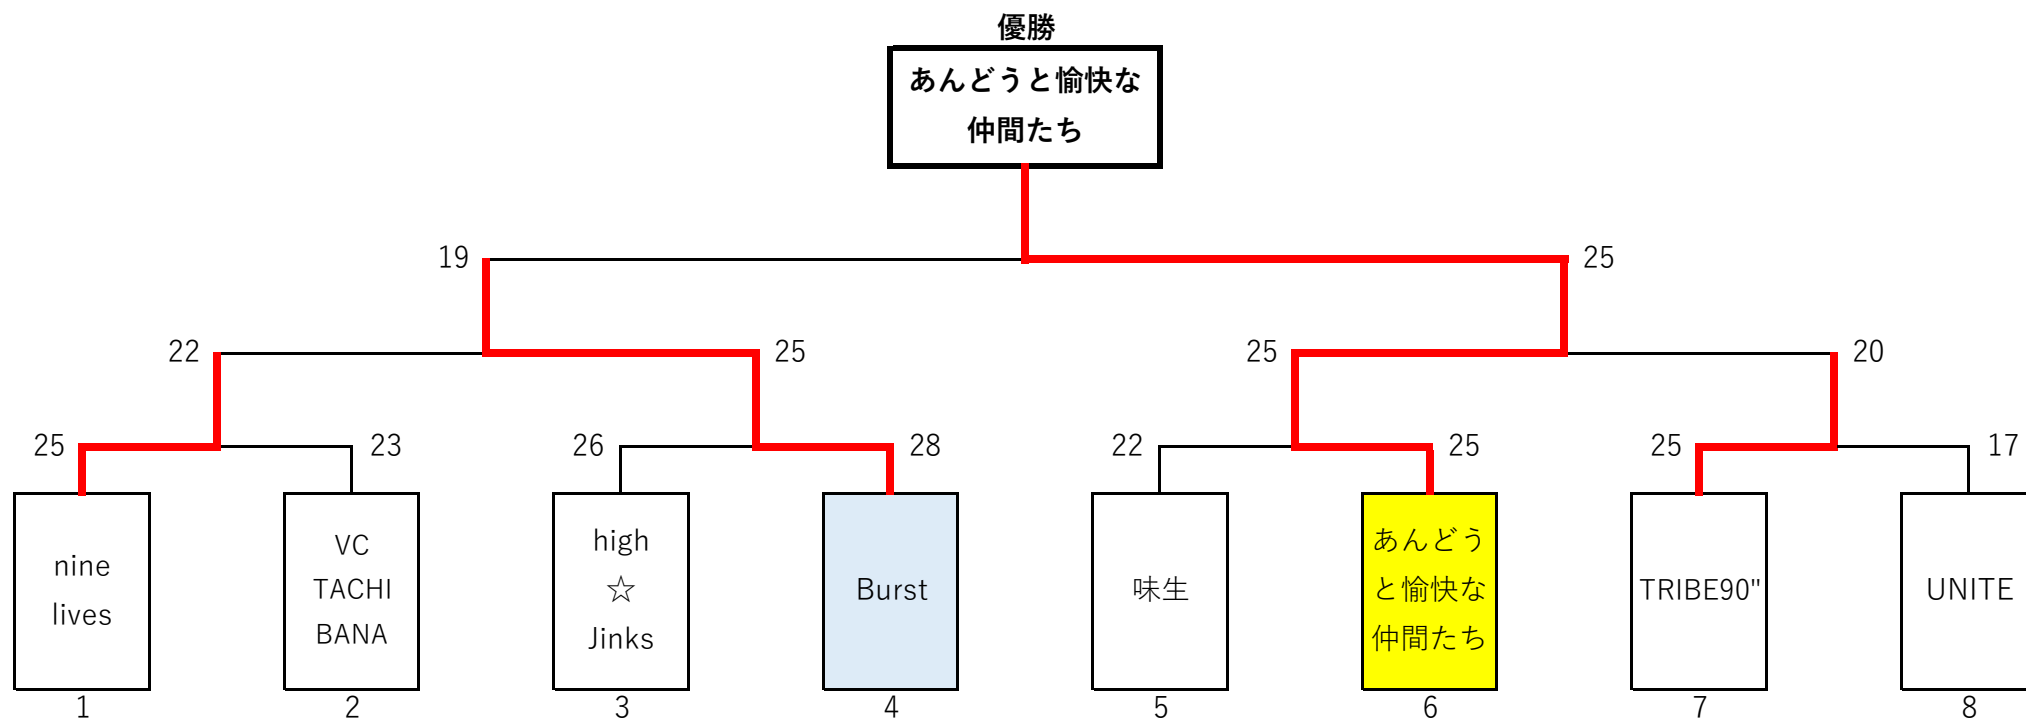 優勝
あんどうと愉快な
仲間たち
19
25
22
25
25
20
25
23
26
28
22
25
25
17
nine
lives
VC
TACHI
BANA
high
☆
Jinks
Burst
味生
あんどう
と愉快な
仲間たち
TRIBE90"
UNITE
1
2
3
4
5
6
7
8